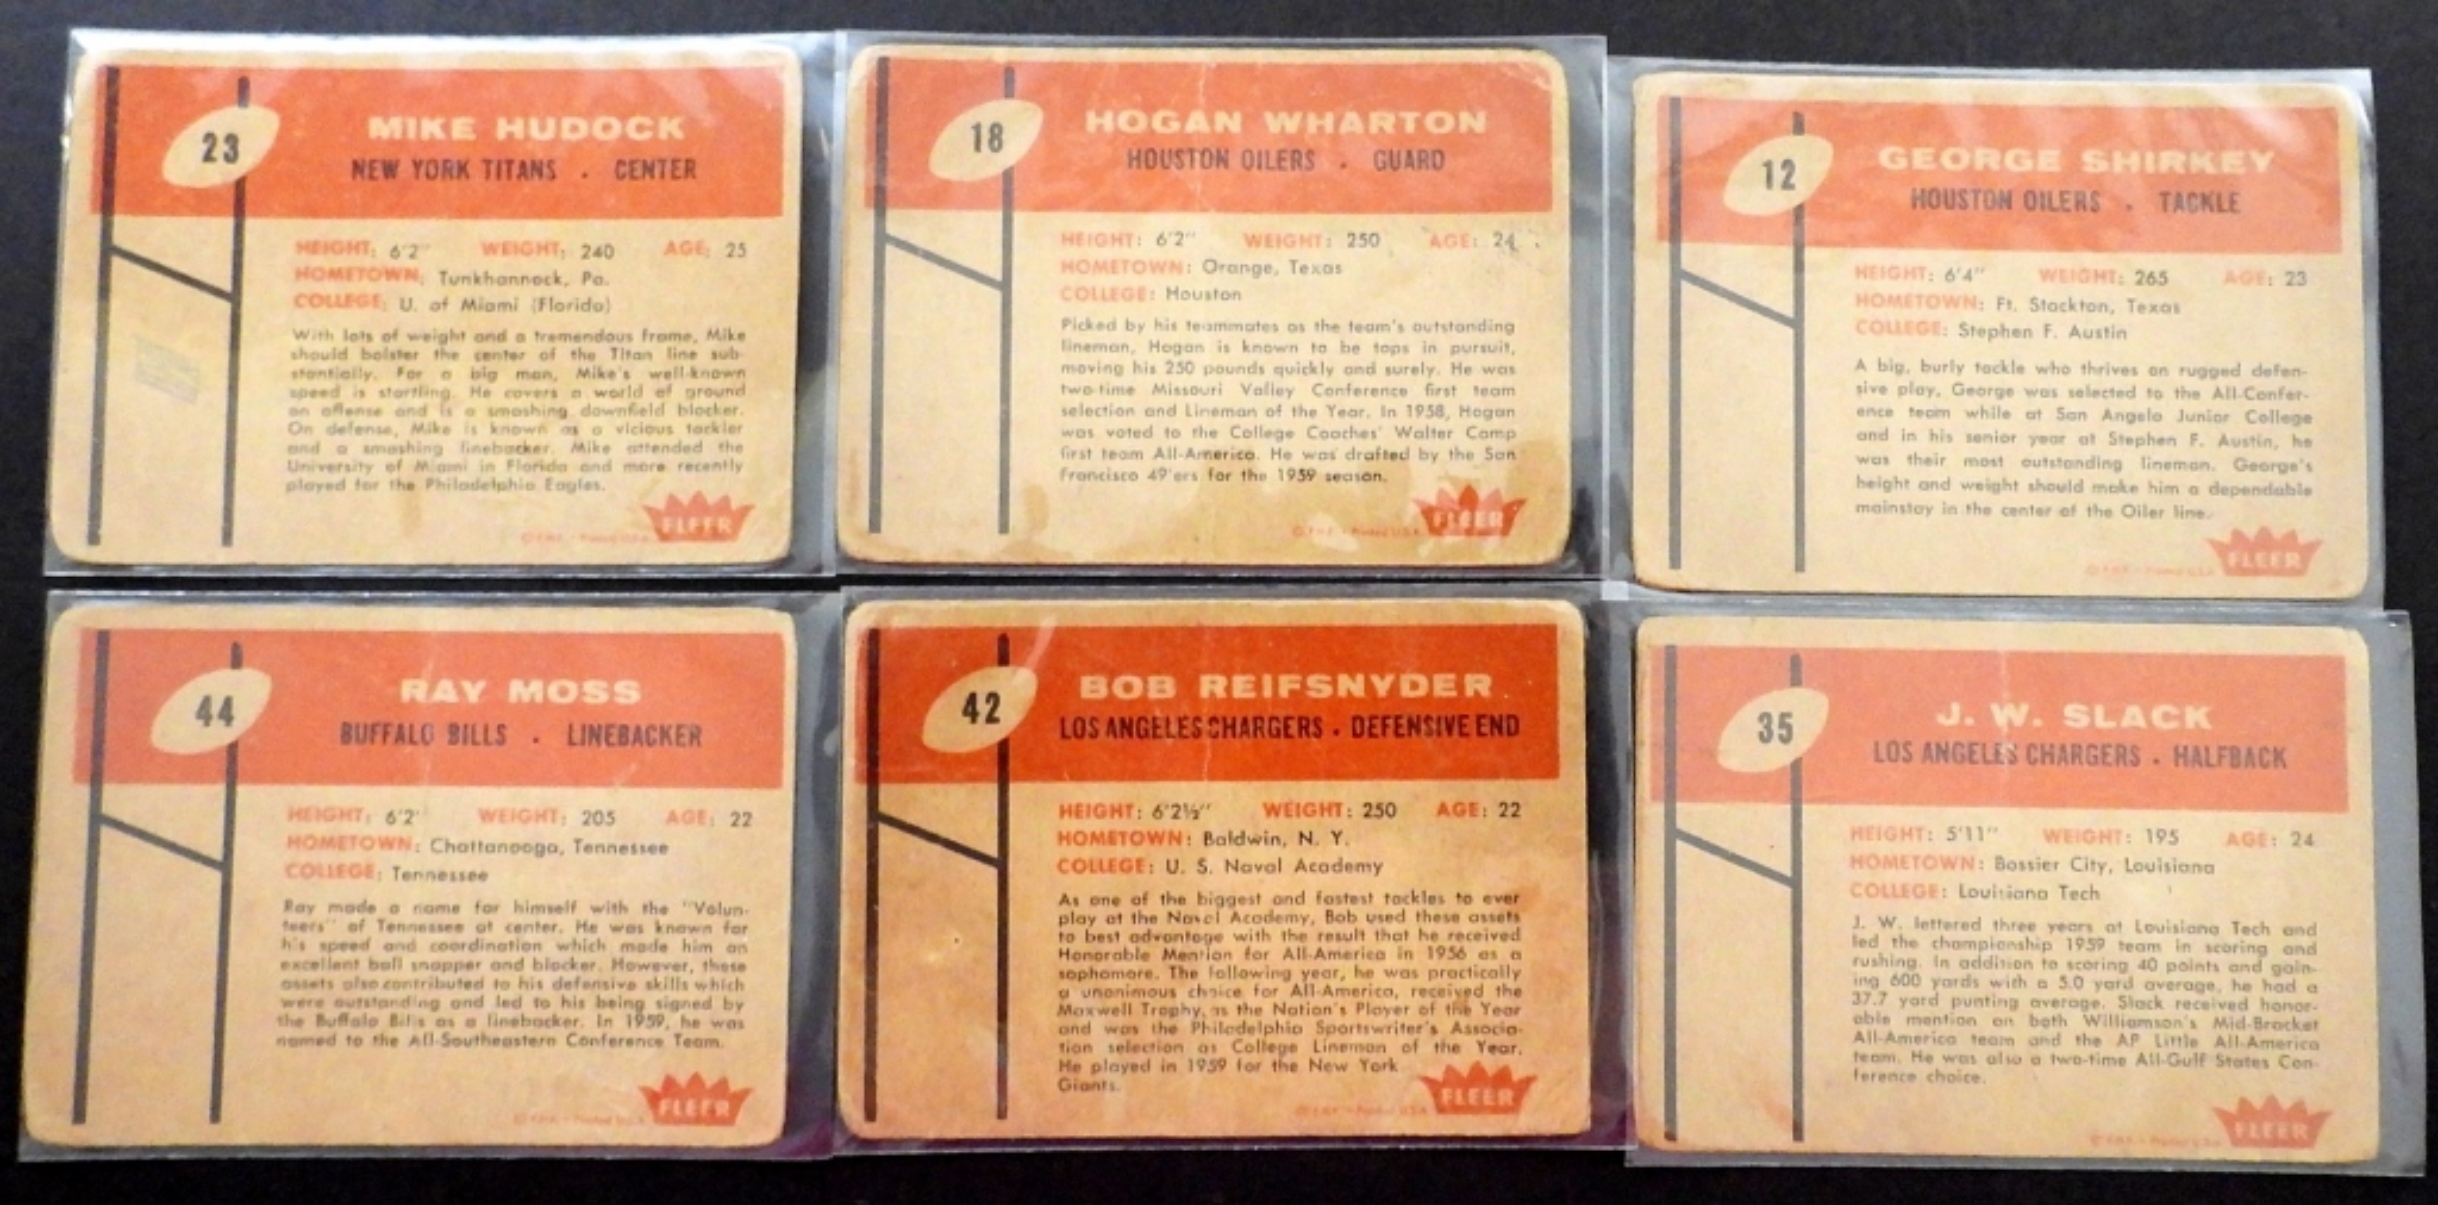 23
MIKE HUDOCK
NEW YORK TITANS . CENTER
HEIGHT: 6'2" WEIGHT: 240 AGE: 25
HOMETOWN: Tunkhannock, Pa.
COLLEGE: U. of Miami (Florida)
With lots of weight and a tremendous frame, Mike
should bolster the center of the Titan line sub-
stantially. For a big man, Mike's well-known
speed is startling. He covers a world of ground
on offense and is a smashing downfield blocker.
On defense, Mike is known as a vicious tackler
and a smashing linebacker. Mike attended the
University of Miami in Florida and more recently
played for the Philadelphia Eagles.
FLEER
18
HOGAN WHARTON
HOUSTON OILERS . GUARD
HEIGHT: 6'2" WEIGHT: 250 AGE: 24
HOMETOWN: Orange, Texas
COLLEGE: Houston
Picked by his teammates as the team's outstanding
lineman, Hogan is known to be tops in pursuit,
moving his 250 pounds quickly and surely. He was
two-time Missouri Valley Conference first team
selection and Lineman of the Year. In 1958, Hogan
was voted to the College Coaches' Walter Camp
first team All-America. He was drafted by the San
Francisco 49'ers for the 1959 season.
FLEER
12
GEORGE SHIRKEY
HOUSTON OILERS . TACKLE
HEIGHT: 6'4" WEIGHT: 265 AGE: 23
HOMETOWN: Ft. Stockton, Texas
COLLEGE: Stephen F. Austin
A big, burly tackle who thrives on rugged defen-
sive play, George was selected to the All-Confer-
ence team while at San Angelo Junior College
and in his senior year at Stephen F. Austin, he
was their most outstanding lineman. George's
height and weight should make him a dependable
mainstay in the center of the Oiler line.
FLEER
44
RAY MOSS
BUFFALO BILLS . LINEBACKER
HEIGHT: 6'2' WEIGHT: 205 AGE: 22
HOMETOWN: Chattanooga, Tennessee
COLLEGE: Tennessee
Ray made a name for himself with the "Volun-
teers" of Tennessee at center. He was known for
his speed and coordination which made him an
excellent ball snapper and blocker. However, these
assets also contributed to his defensive skills which
were outstanding and led to his being signed by
the Buffalo Bills as a linebacker. In 1959, he was
named to the All-Southeastern Conference Team.
FLEER
42
BOB REIFSNYDER
LOS ANGELES CHARGERS . DEFENSIVE END
HEIGHT: 6'2½" WEIGHT: 250 AGE: 22
HOMETOWN: Baldwin, N. Y.
COLLEGE: U. S. Naval Academy
As one of the biggest and fastest tackles to ever
play at the Naval Academy, Bob used these assets
to best advantage with the result that he received
Honorable Mention for All-America in 1956 as a
sophomore. The following year, he was practically
a unanimous choice for All-America, received the
Maxwell Trophy, as the Nation's Player of the Year
and was the Philadelphia Sportswriter's Associa-
tion selection as College Lineman of the Year.
He played in 1959 for the New York
Giants.
FLEER
35
J. W. SLACK
LOS ANGELES CHARGERS . HALFBACK
HEIGHT: 5'11" WEIGHT: 195 AGE: 24
HOMETOWN: Bossier City, Louisiana
COLLEGE: Louisiana Tech
J. W. lettered three years at Louisiana Tech and
led the championship 1959 team in scoring and
rushing. In addition to scoring 40 points and gain-
ing 600 yards with a 5.0 yard average, he had a
37.7 yard punting average. Slack received honor-
able mention on both Williamson's Mid-Bracket
All-America team and the AP Little All-America
team. He was also a two-time All-Gulf States Con-
ference choice.
FLEER